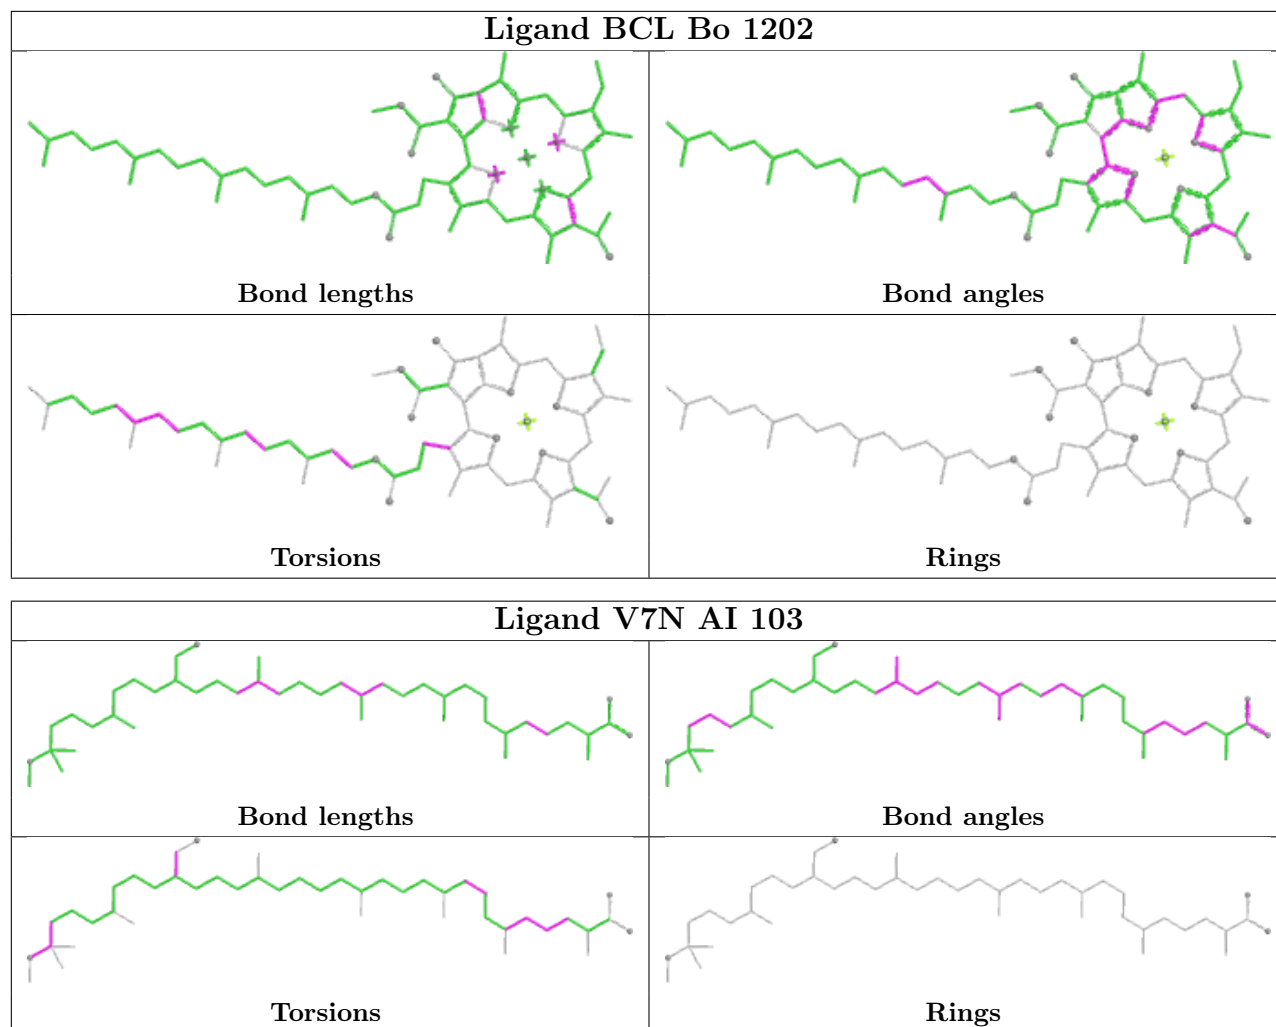 Ligand BCL Bo 1202
Bond lengths
Bond angles
Torsions
Rings
Ligand V7N AI 103
Bond lengths
Bond angles
Torsions
Rings